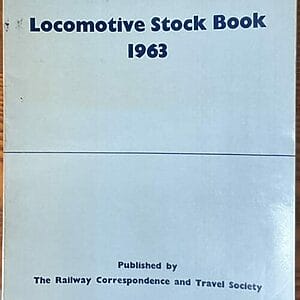 Locomotive Stock Book
1963
Published by
The Railway Correspondence and Travel Society